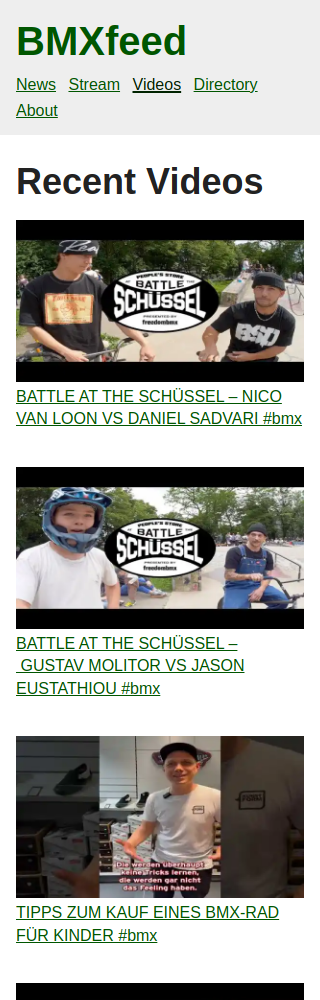 BMXfeed
News Stream Videos Directory
About
Recent Videos
PEOPLE'S STORE
BATTLE
AT THE
SCHÜSSEL
PRESENTED BY
freedombmx
BSD
BATTLE AT THE SCHÜSSEL – NICO
VAN LOON VS DANIEL SADVARI #bmx
PEOPLE'S STORE
BATTLE
AT THE
SCHÜSSEL
PRESENTED BY
freedombmx
BATTLE AT THE SCHÜSSEL –
GUSTAV MOLITOR VS JASON
EUSTATHIOU #bmx
Die werden überhaupt
keine Tricks lernen,
die werden gar nicht
das Feeling haben.
TIPPS ZUM KAUF EINES BMX-RAD
FÜR KINDER #bmx